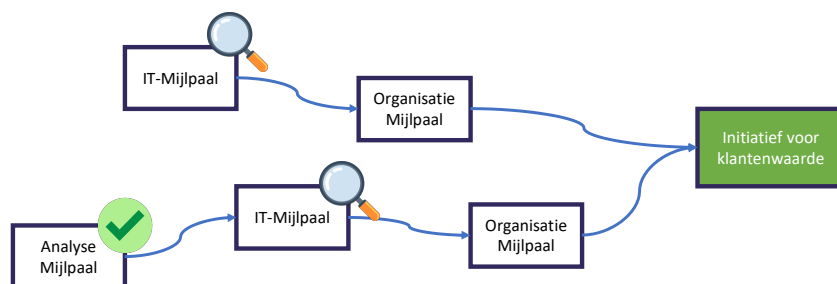 IT-Mijlpaal
Organisatie
Mijlpaal
Initiatief voor
klantenwaarde
IT-Mijlpaal
Organisatie
Mijlpaal
Analyse
Mijlpaal